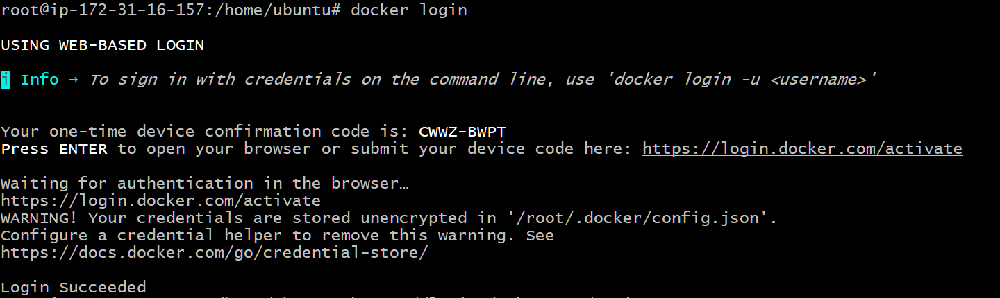 root@ip-172-31-16-157:/home/ubuntu# docker login
USING WEB-BASED LOGIN
i Info → To sign in with credentials on the command line, use 'docker login -u <username>'
Your one-time device confirmation code is: CWWZ-BWPT
Press ENTER to open your browser or submit your device code here: https://login.docker.com/activate
Waiting for authentication in the browser…
https://login.docker.com/activate
WARNING! Your credentials are stored unencrypted in '/root/.docker/config.json'.
Configure a credential helper to remove this warning. See
https://docs.docker.com/go/credential-store/
Login Succeeded